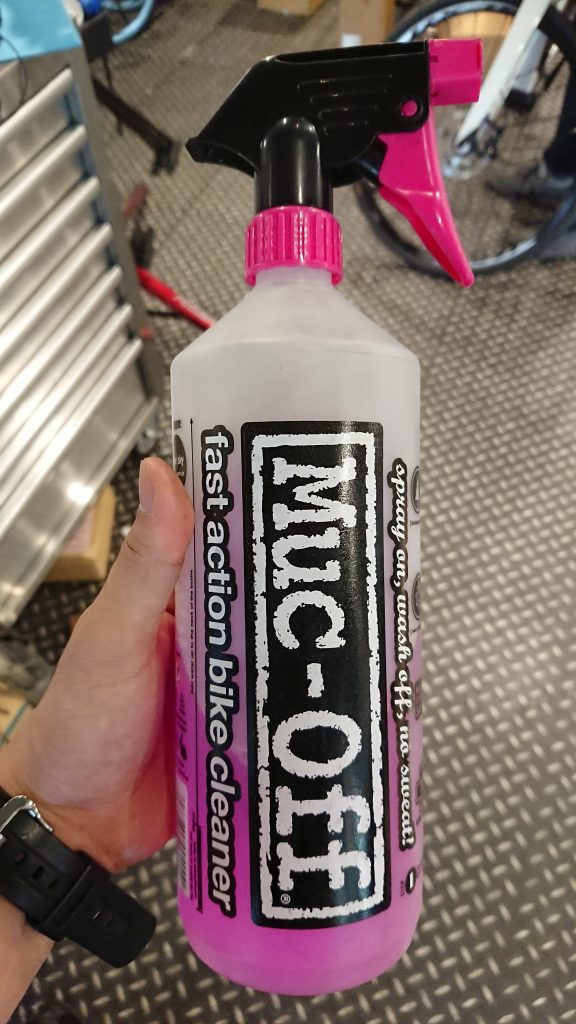 spray on, wash off, no sweat!
Muc-Off®
fast action bike cleaner